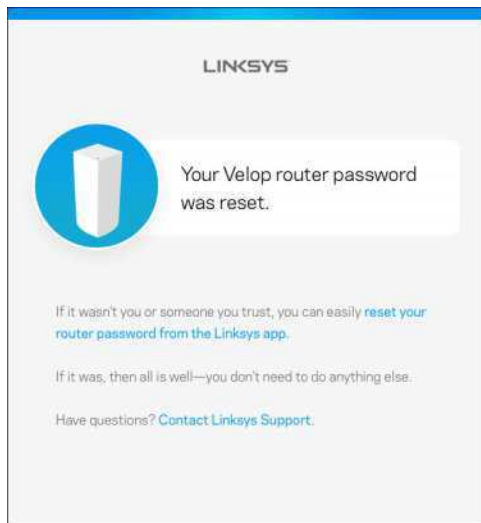 LINKSYS
Your Velop router password
was reset.
If it wasn't you or someone you trust, you can easily reset your
router password from the Linksys app.
If it was, then all is well—you don't need to do anything else.
Have questions? Contact Linksys Support.